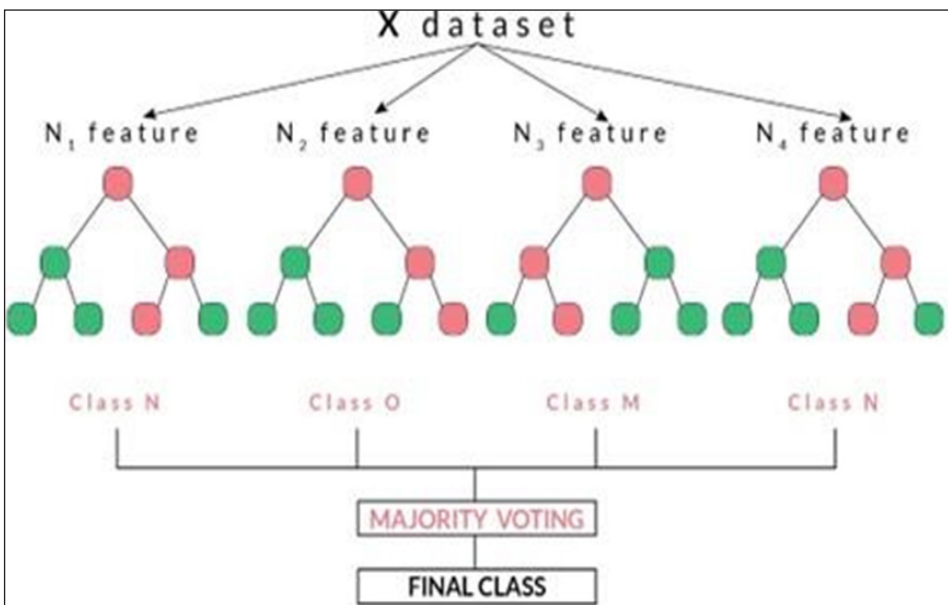 X dataset
N₁ feature N₂ feature N₃ feature N₄ feature
Class N Class O Class M Class N
MAJORITY VOTING
FINAL CLASS